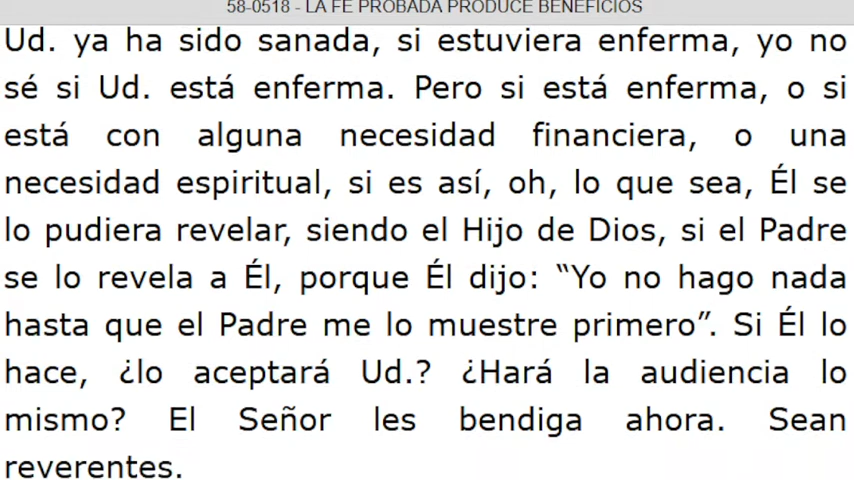 58-0518 - LA FE PROBADA PRODUCE BENEFICIOS
Ud. ya ha sido sanada, si estuviera enferma, yo no
sé si Ud. está enferma. Pero si está enferma, o si
está con alguna necesidad financiera, o una
necesidad espiritual, si es así, oh, lo que sea, Él se
lo pudiera revelar, siendo el Hijo de Dios, si el Padre
se lo revela a Él, porque Él dijo: “Yo no hago nada
hasta que el Padre me lo muestre primero”. Si Él lo
hace, ¿lo aceptará Ud.? ¿Hará la audiencia lo
mismo? El Señor les bendiga ahora. Sean
reverentes.